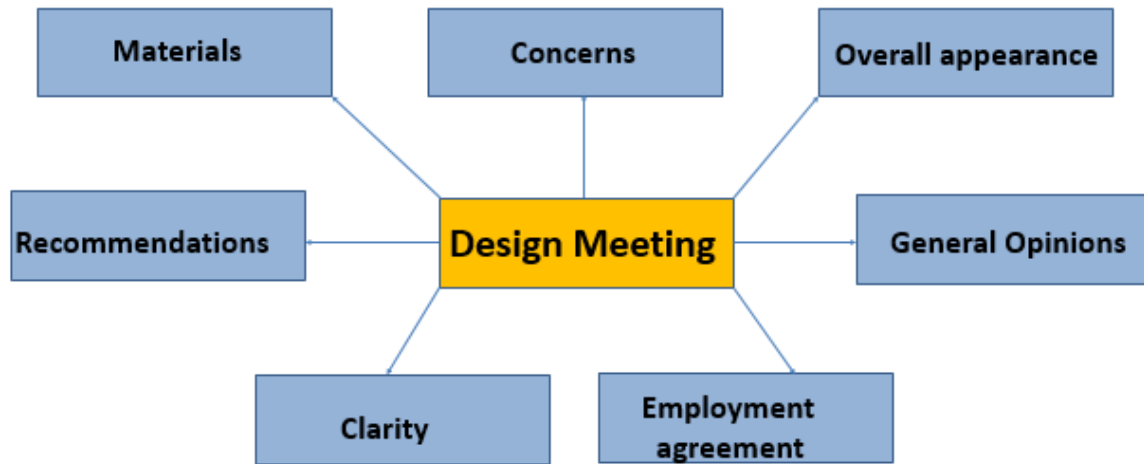 Materials
Concerns
Overall appearance
Recommendations
Design Meeting
General Opinions
Clarity
Employment
agreement